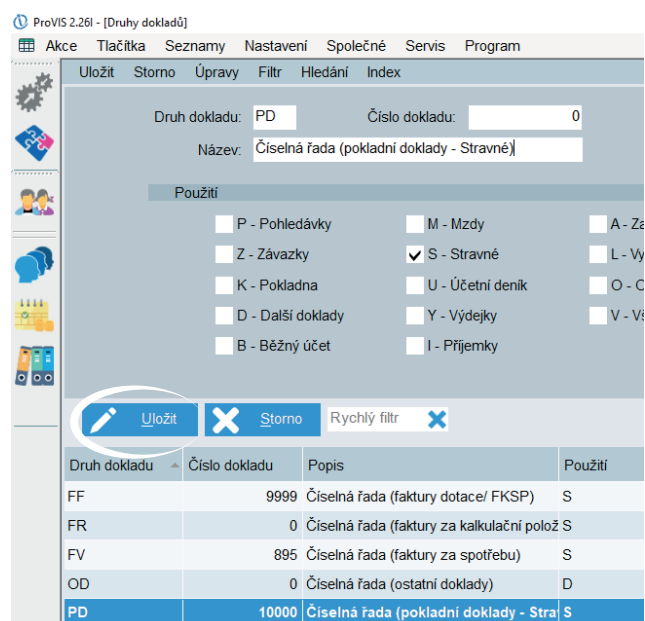 ProVIS 2.26I - [Druhy dokladů]
Akce Tlačítka Seznamy Nastavení Společné Servis Program
Uložit Storno Úpravy Filtr Hledání Index
Druh dokladu: PD Číslo dokladu: 0
Název: Číselná řada (pokladní doklady - Stravné)
Použití
P - Pohledávky M - Mzdy A - Za
Z - Závazky S - Stravné L - Vy
K - Pokladna U - Účetní deník O - O
D - Další doklady Y - Výdejky V - Vš
B - Běžný účet I - Příjemky
Uložit Storno Rychlý filtr
Druh dokladu Číslo dokladu Popis Použití
FF 9999 Číselná řada (faktury dotace/ FKSP) S
FR 0 Číselná řada (faktury za kalkulační polož S
FV 895 Číselná řada (faktury za spotřebu) S
OD 0 Číselná řada (ostatní doklady) D
PD 10000 Číselná řada (pokladní doklady - Strav S